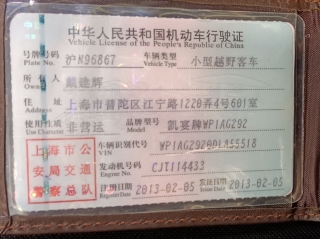 中华人民共和国机动车行驶证
Vehicle License of the People's Republic of China
号牌号码 沪N96867 车辆类型 小型越野客车
Plate No. Vehicle Type
所有人 戴建辉
Owner
住址 上海市普陀区江宁路1220弄4号601室
Address
使用性质 非营运 品牌型号 凯宴牌WP1AG292
Use Character Model
上海市公安局交通警察总队
车辆识别代号 WP1AG2929DLA55518
VIN
发动机号码 CJT114433
Engine No.
注册日期 2013-02-05 发证日期 2013-02-05
Register Date Issue Date